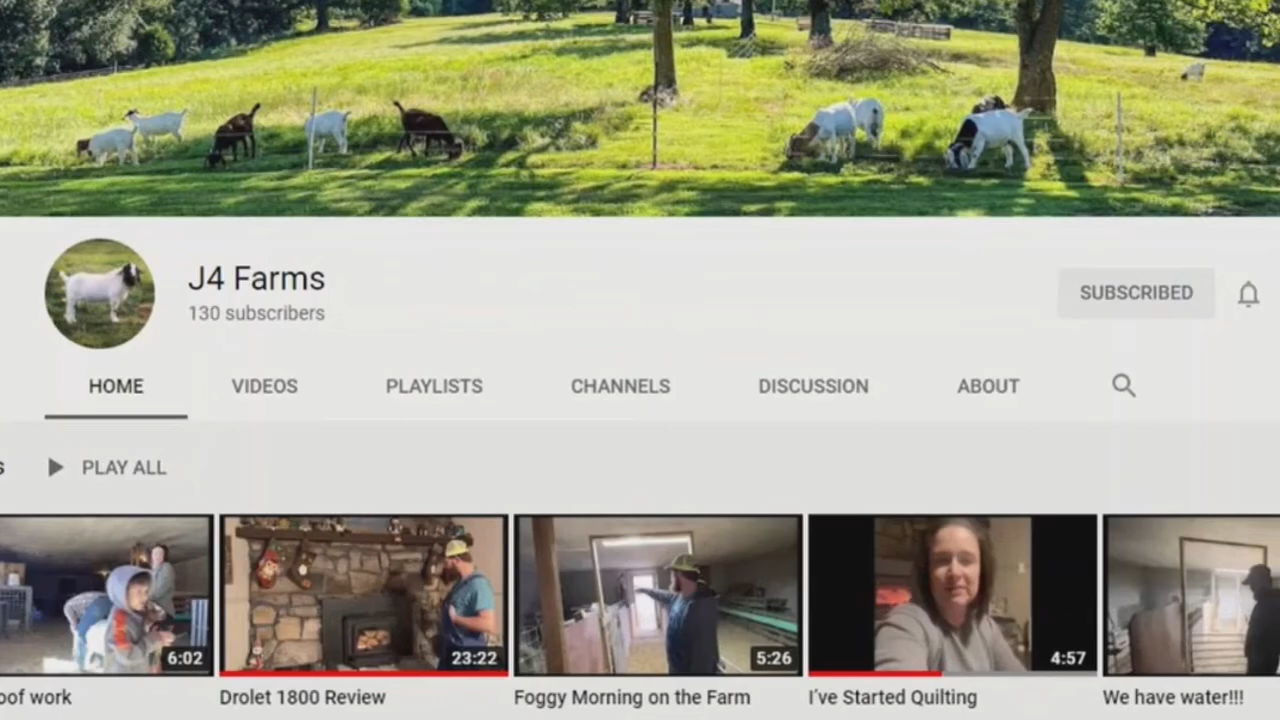 J4 Farms
130 subscribers
SUBSCRIBED
HOME VIDEOS PLAYLISTS CHANNELS DISCUSSION ABOUT
PLAY ALL
6:02 23:22 5:26 4:57
work Drolet 1800 Review Foggy Morning on the Farm I've Started Quilting We have water!!!